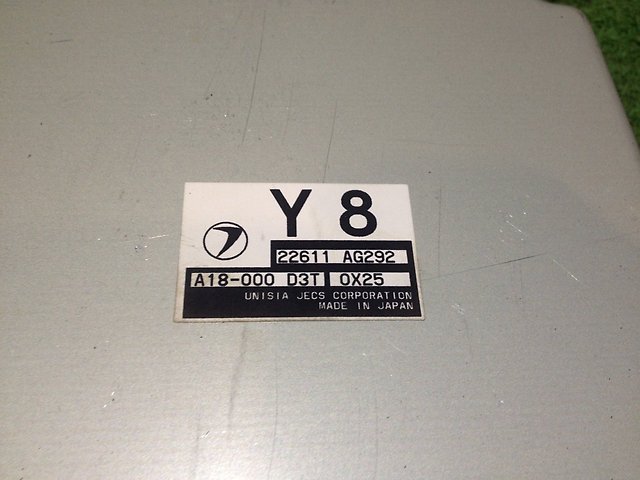 Y 8
22611 AG292
A18-000 D3T 0X25
UNISIA JECS CORPORATION
MADE IN JAPAN